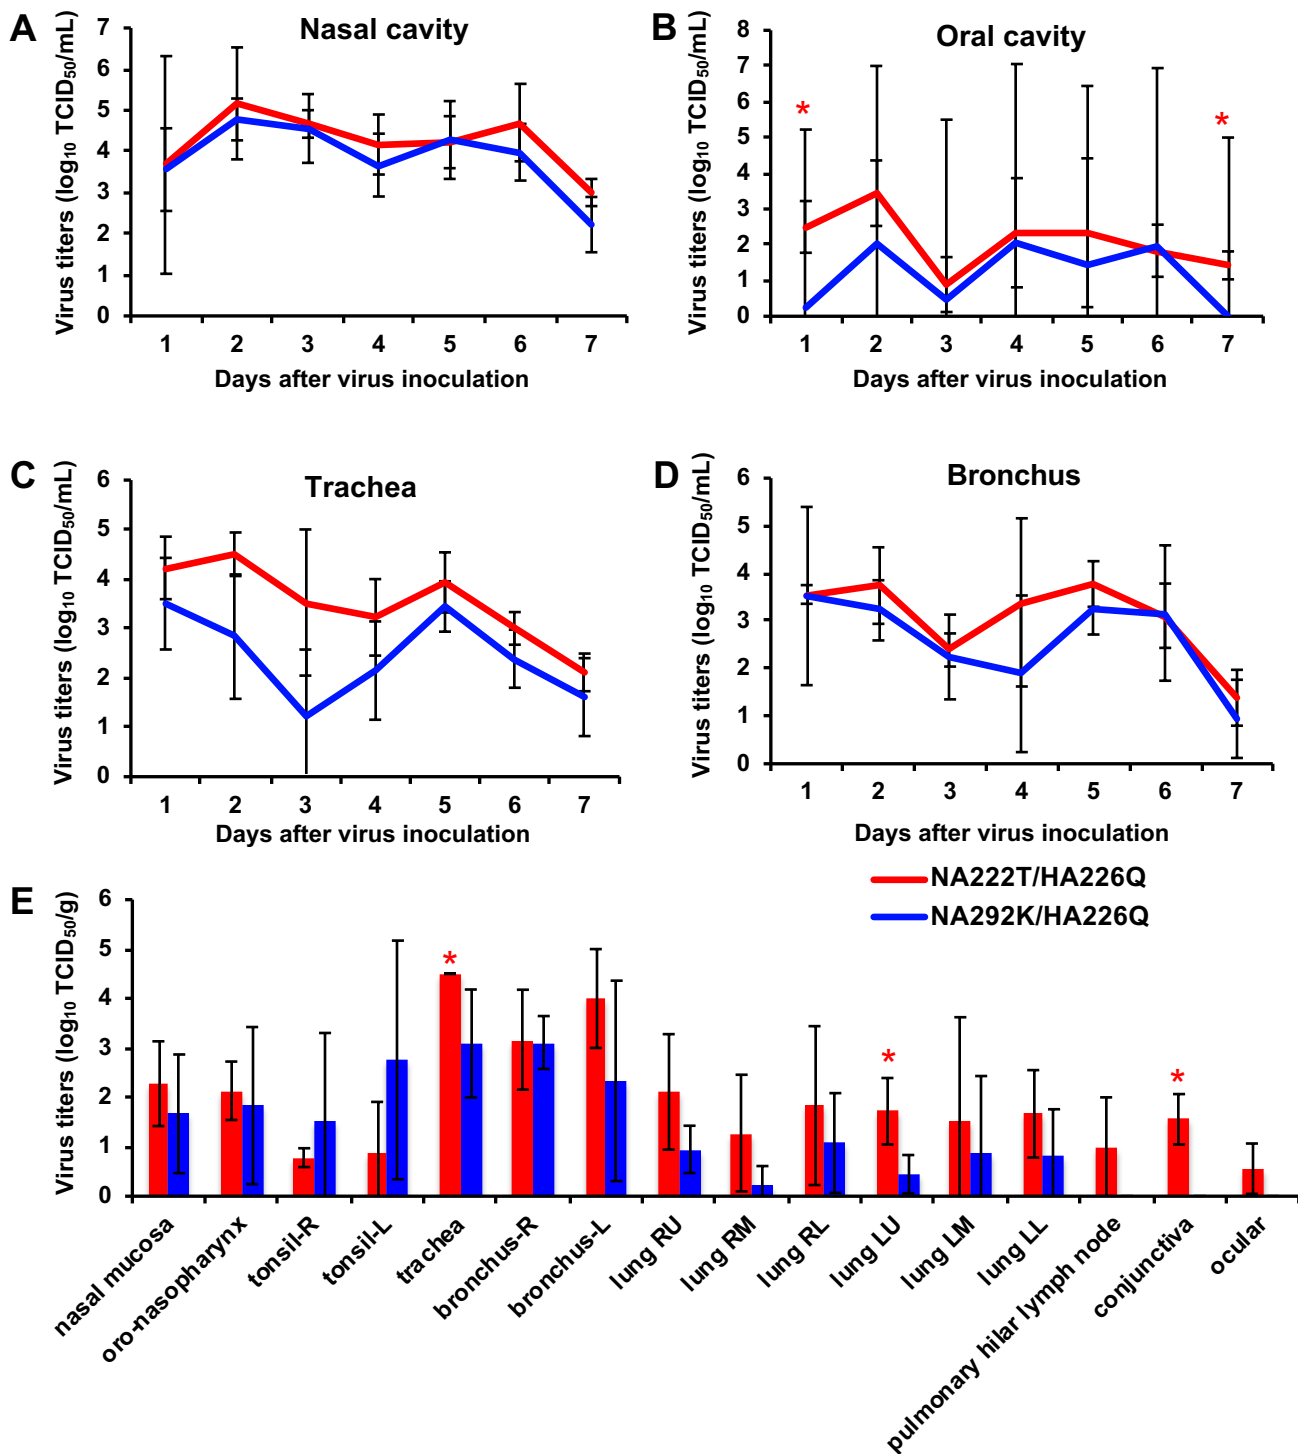 A
Nasal cavity
Virus titers (log10 TCID50/mL)
7
6
5
4
3
2
1
0
1 2 3 4 5 6 7
Days after virus inoculation
B
Oral cavity
Virus titers (log10 TCID50/mL)
8
7
6
5
4
3
2
1
0
*
*
1 2 3 4 5 6 7
Days after virus inoculation
C
Trachea
Virus titers (log10 TCID50/mL)
6
5
4
3
2
1
0
1 2 3 4 5 6 7
Days after virus inoculation
D
Bronchus
Virus titers (log10 TCID50/mL)
6
5
4
3
2
1
0
1 2 3 4 5 6 7
Days after virus inoculation
NA222T/HA226Q
NA292K/HA226Q
E
Virus titers (log10 TCID50/g)
6
5
4
3
2
1
0
*
*
*
nasal mucosa
oro-nasopharynx
tonsil-R
tonsil-L
trachea
bronchus-R
bronchus-L
lung RU
lung RM
lung RL
lung LU
lung LM
lung LL
pulmonary hilar lymph node
conjunctiva
ocular